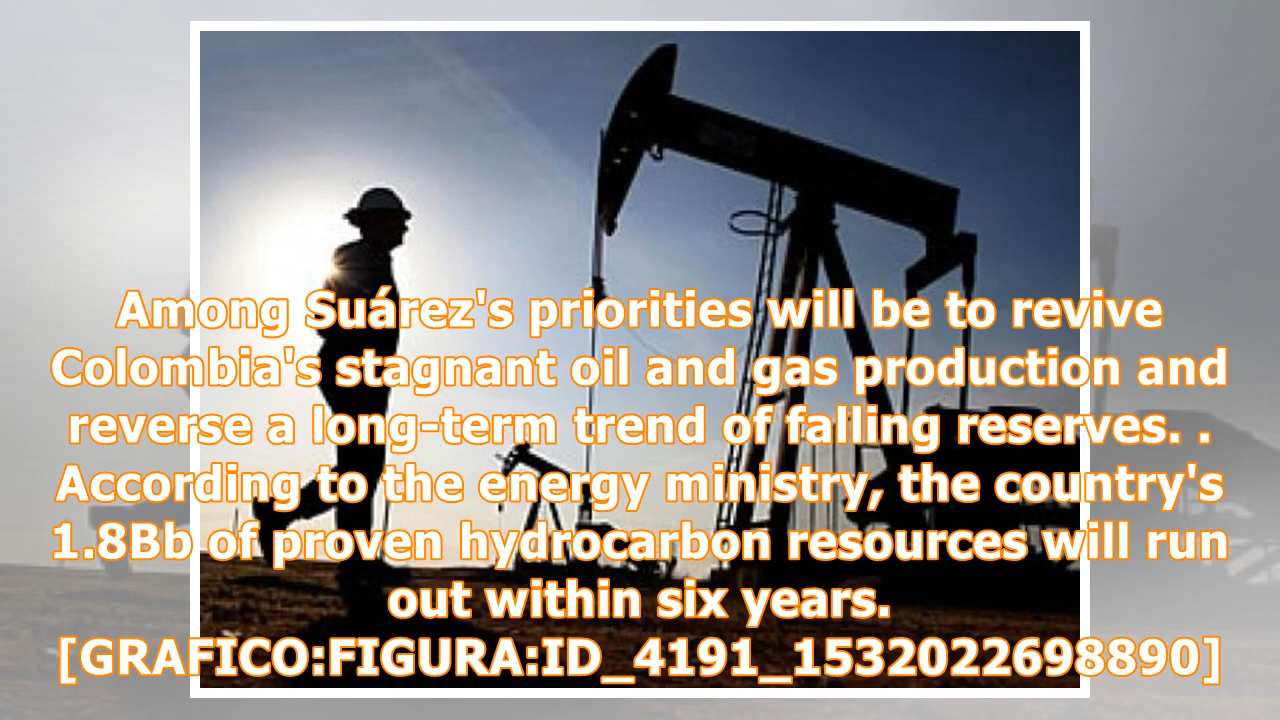 Among Suárez's priorities will be to revive
Colombia's stagnant oil and gas production and
reverse a long-term trend of falling reserves. .
According to the energy ministry, the country's
1.8Bb of proven hydrocarbon resources will run
out within six years.
[GRAFICO:FIGURA:ID_4191_1532022698890]